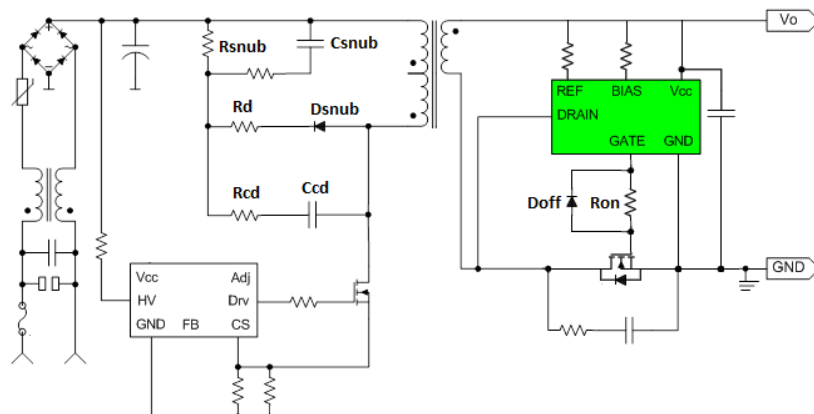 Vo
Rsnub
Csnub
REF BIAS Vcc
DRAIN
GATE GND
Rd
Dsnub
Rcd
Ccd
Doff
Ron
GND
Vcc Adj
HV Drv
GND FB CS